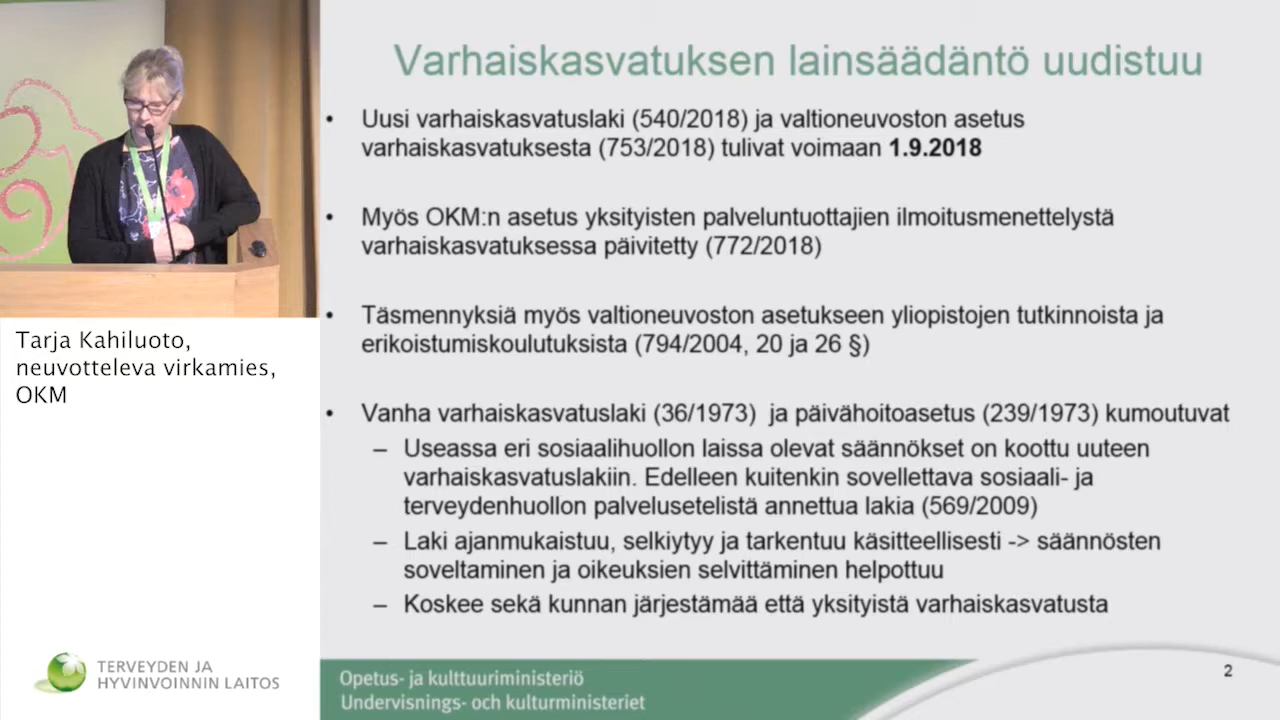 Varhaiskasvatuksen lainsäädäntö uudistuu
• Uusi varhaiskasvatuslaki (540/2018) ja valtioneuvoston asetus
varhaiskasvatuksesta (753/2018) tulivat voimaan 1.9.2018
• Myös OKM:n asetus yksityisten palveluntuottajien ilmoitusmenettelystä
varhaiskasvatuksessa päivitetty (772/2018)
• Täsmennyksiä myös valtioneuvoston asetukseen yliopistojen tutkinnoista ja
erikoistumiskoulutuksista (794/2004, 20 ja 26 §)
• Vanha varhaiskasvatuslaki (36/1973) ja päivähoitoasetus (239/1973) kumoutuvat
– Useassa eri sosiaalihuollon laissa olevat säännökset on koottu uuteen
varhaiskasvatuslakiin. Edelleen kuitenkin sovellettava sosiaali- ja
terveydenhuollon palvelusetelistä annettua lakia (569/2009)
– Laki ajanmukaistuu, selkiytyy ja tarkentuu käsitteellisesti -> säännösten
soveltaminen ja oikeuksien selvittäminen helpottuu
– Koskee sekä kunnan järjestämää että yksityistä varhaiskasvatusta
Tarja Kahiluoto,
neuvotteleva virkamies,
OKM
TERVEYDEN JA
HYVINVOINNIN LAITOS
Opetus- ja kulttuuriministeriö
Undervisnings- och kulturministeriet
2